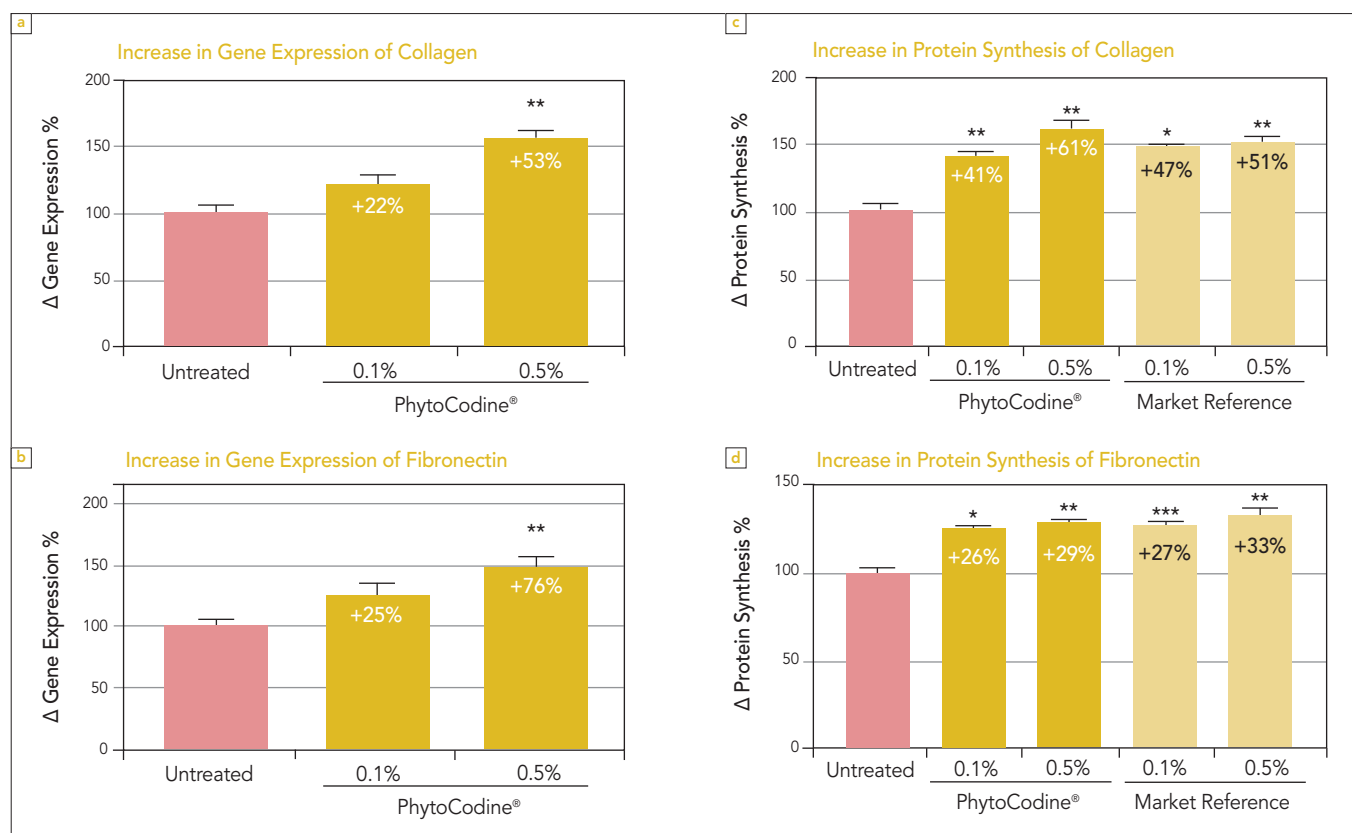 a
Increase in Gene Expression of Collagen
Δ Gene Expression %
200
150
100
50
0
**
+53%
+22%
Untreated
0.1%
0.5%
PhytoCodine®
b
Increase in Gene Expression of Fibronectin
Δ Gene Expression %
200
150
100
50
0
**
+76%
+25%
Untreated
0.1%
0.5%
PhytoCodine®
c
Increase in Protein Synthesis of Collagen
Δ Protein Synthesis %
200
150
100
50
0
**
**
*
**
+41%
+61%
+47%
+51%
Untreated
0.1%
0.5%
0.1%
0.5%
PhytoCodine®
Market Reference
d
Increase in Protein Synthesis of Fibronectin
Δ Protein Synthesis %
150
100
50
0
*
**
***
**
+26%
+29%
+27%
+33%
Untreated
0.1%
0.5%
0.1%
0.5%
PhytoCodine®
Market Reference